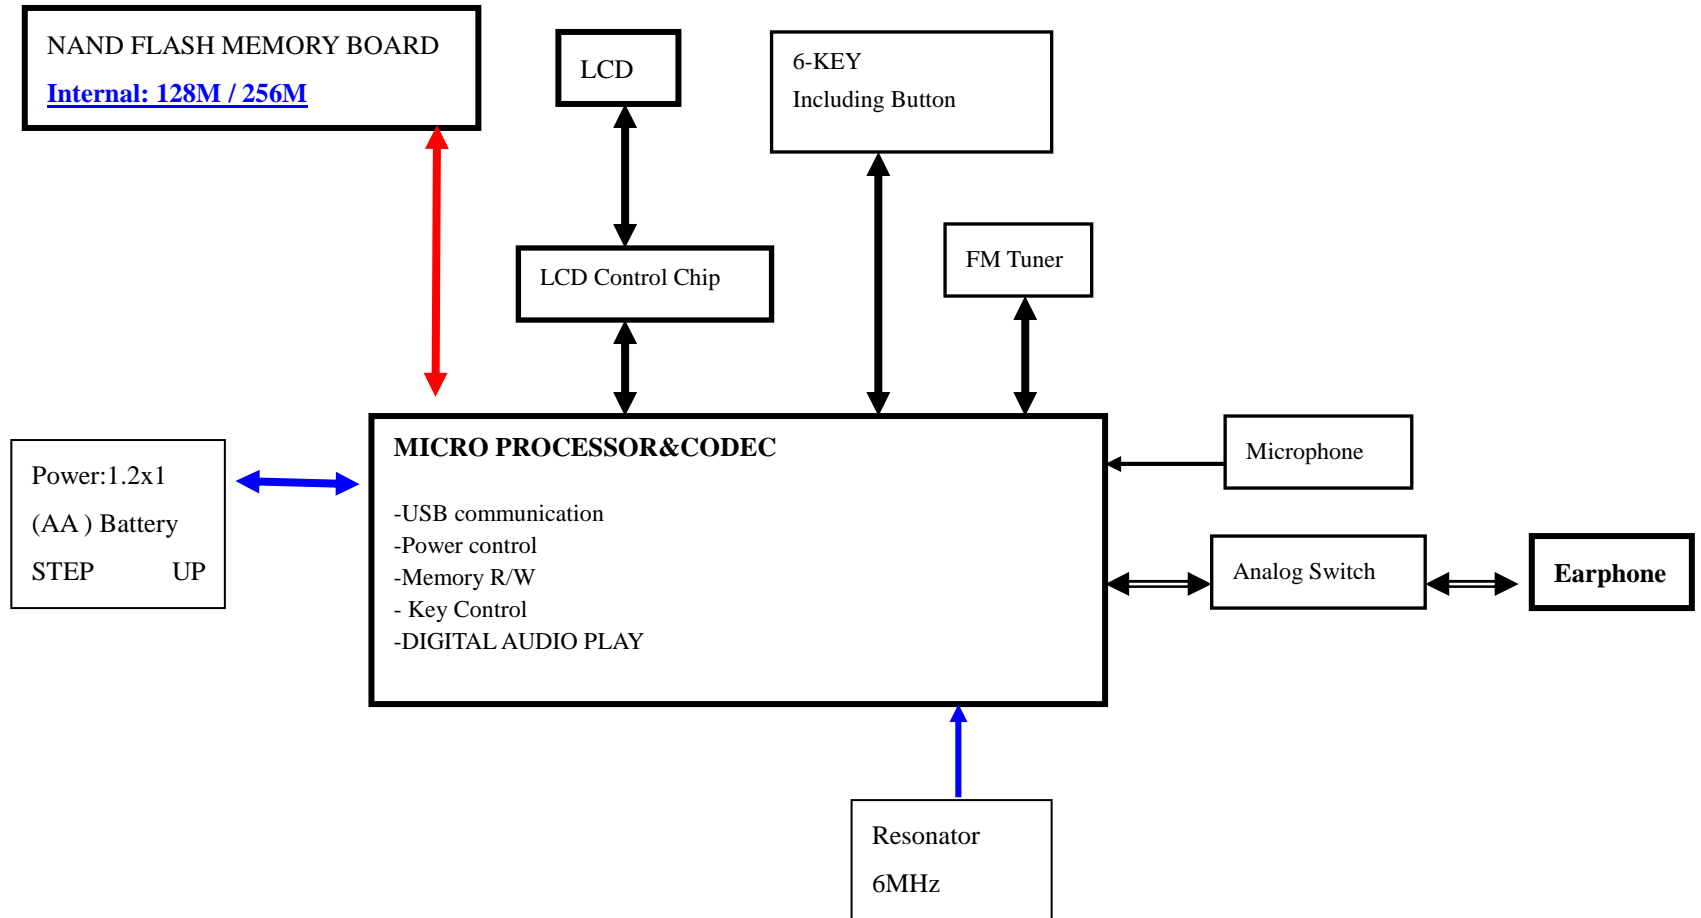 NAND FLASH MEMORY BOARD
Internal: 128M / 256M
LCD
6-KEY
Including Button
LCD Control Chip
FM Tuner
MICRO PROCESSOR&CODEC
-USB communication
-Power control
-Memory R/W
- Key Control
-DIGITAL AUDIO PLAY
Power:1.2x1
(AA ) Battery
STEP UP
Microphone
Analog Switch
Earphone
Resonator
6MHz